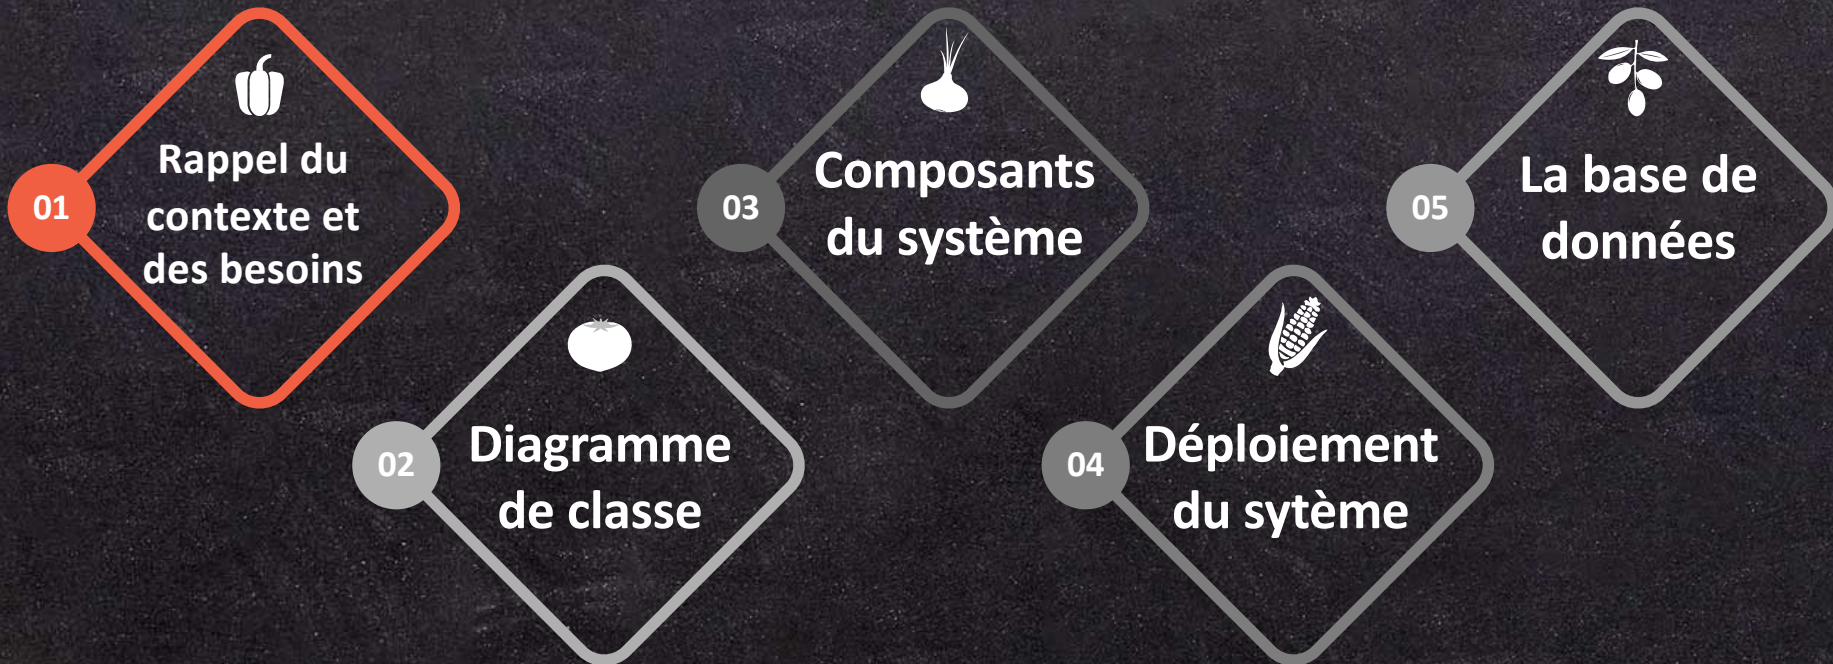 01
Rappel du
contexte et
des besoins
02
Diagramme
de classe
03
Composants
du système
04
Déploiement
du sytème
05
La base de
données